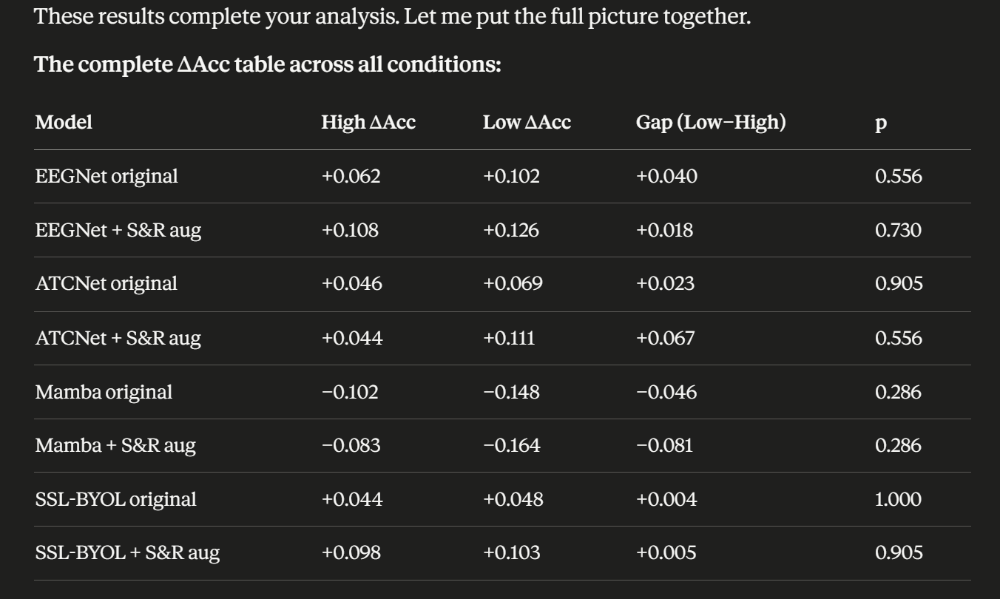 These results complete your analysis. Let me put the full picture together.
The complete ΔAcc table across all conditions:
Model High ΔAcc Low ΔAcc Gap (Low−High) p
EEGNet original +0.062 +0.102 +0.040 0.556
EEGNet + S&R aug +0.108 +0.126 +0.018 0.730
ATCNet original +0.046 +0.069 +0.023 0.905
ATCNet + S&R aug +0.044 +0.111 +0.067 0.556
Mamba original −0.102 −0.148 −0.046 0.286
Mamba + S&R aug −0.083 −0.164 −0.081 0.286
SSL-BYOL original +0.044 +0.048 +0.004 1.000
SSL-BYOL + S&R aug +0.098 +0.103 +0.005 0.905